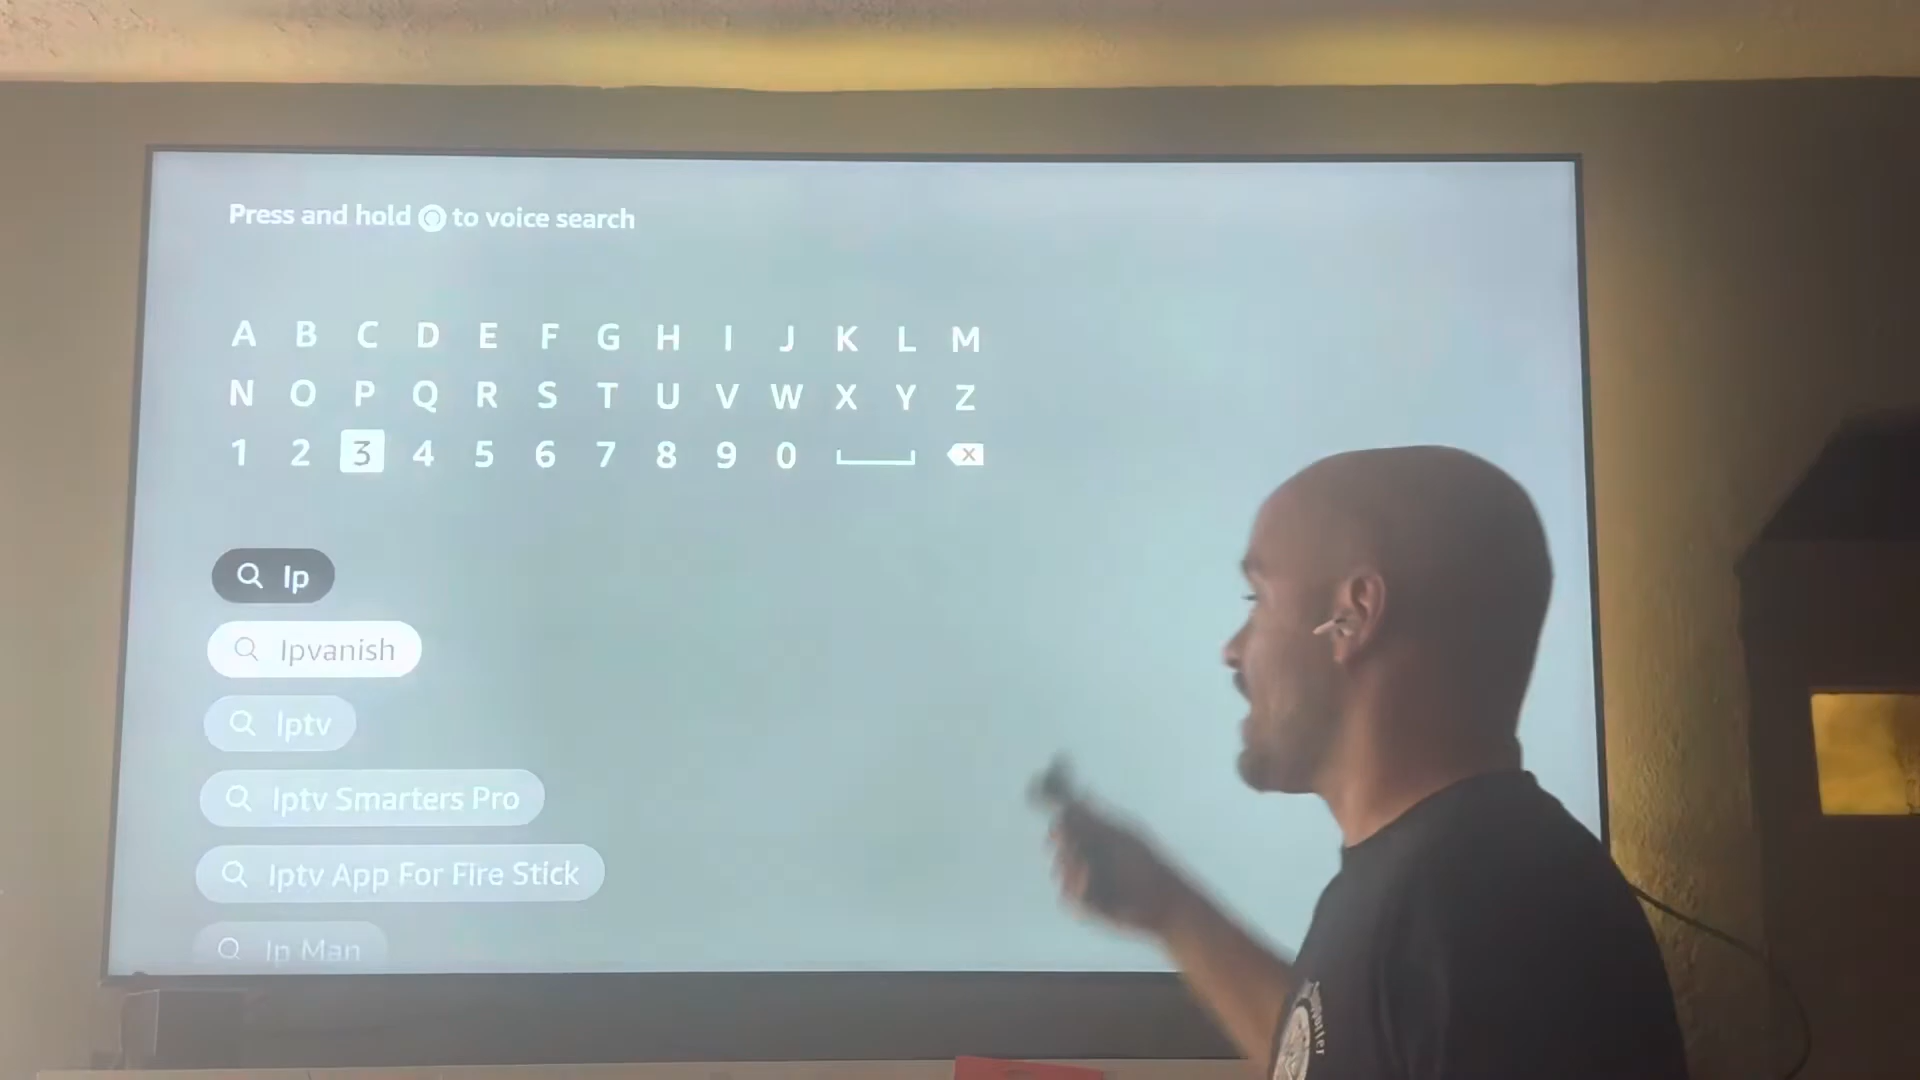 Press and hold to voice search
A B C D E F G H I J K L M
N O P Q R S T U V W X Y Z
1 2 3 4 5 6 7 8 9 0
Ip
Ipvanish
Iptv
Iptv Smarters Pro
Iptv App For Fire Stick
Ip Man
Supporter